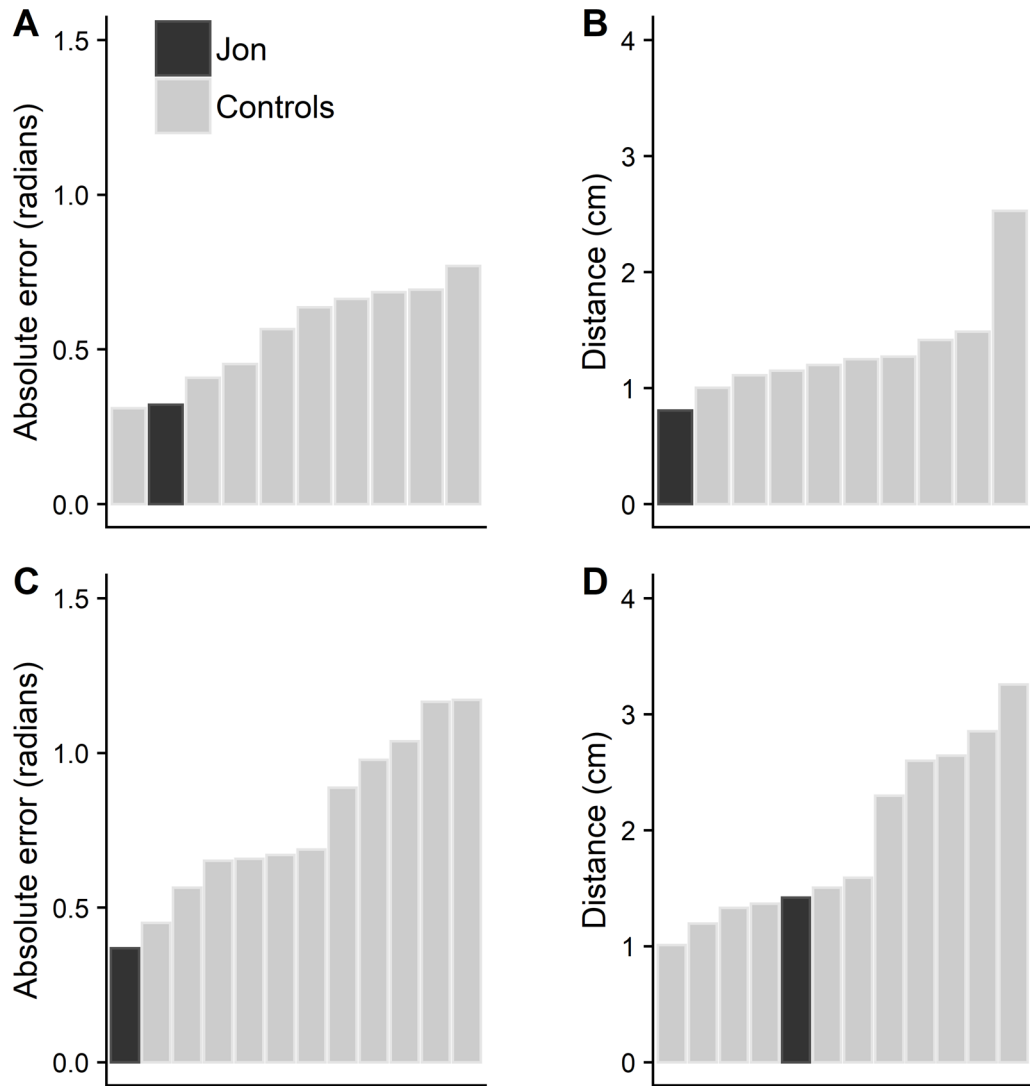 A
1.5
1.0
0.5
0.0
Absolute error (radians)
Jon
Controls
B
4
3
2
1
0
Distance (cm)
C
1.5
1.0
0.5
0.0
Absolute error (radians)
D
4
3
2
1
0
Distance (cm)